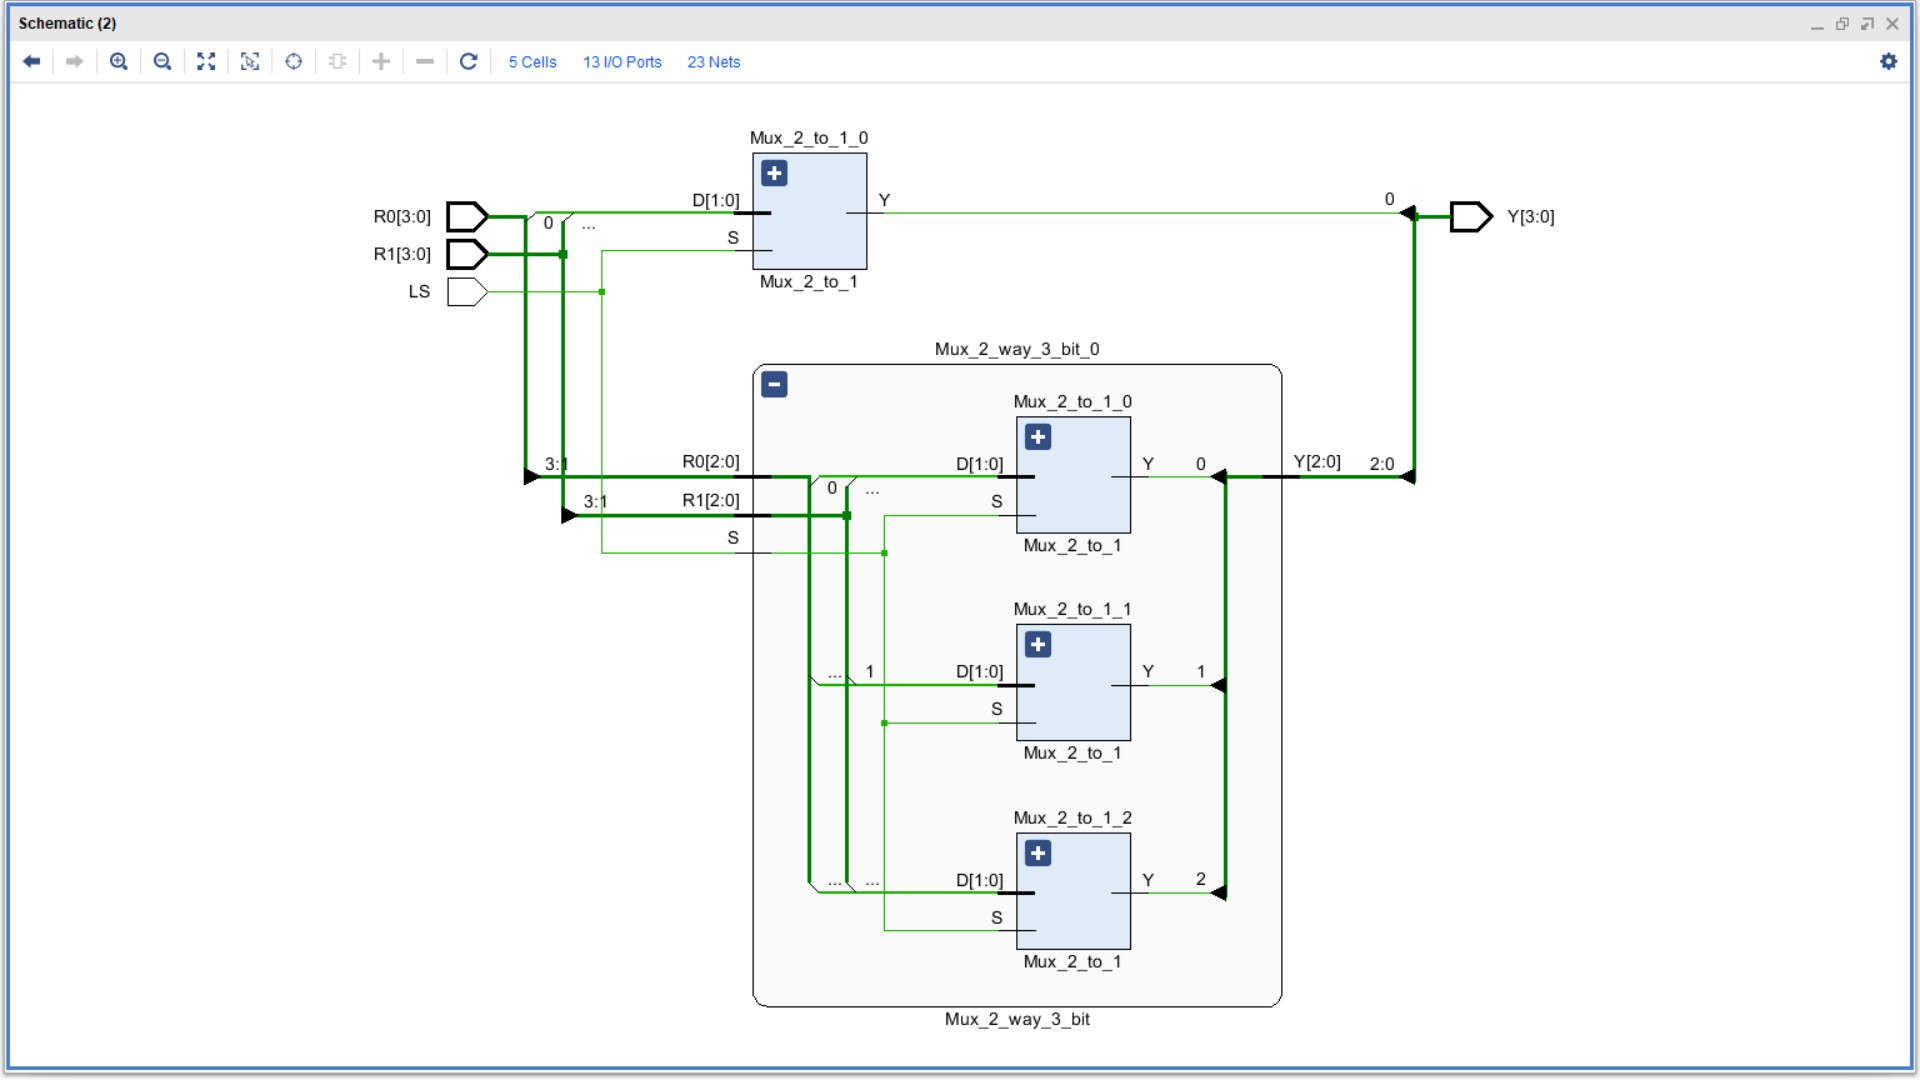 Schematic (2)
5 Cells 13 I/O Ports 23 Nets
Mux_2_to_1_0
D[1:0] Y 0
R0[3:0] 0 ... Y[3:0]
S
R1[3:0]
Mux_2_to_1
LS
Mux_2_way_3_bit_0
Mux_2_to_1_0
3:1 R0[2:0] D[1:0] Y 0 Y[2:0] 2:0
0 ...
3:1 R1[2:0] S
S Mux_2_to_1
Mux_2_to_1_1
... 1 D[1:0] Y 1
S
Mux_2_to_1
Mux_2_to_1_2
... ... D[1:0] Y 2
S
Mux_2_to_1
Mux_2_way_3_bit